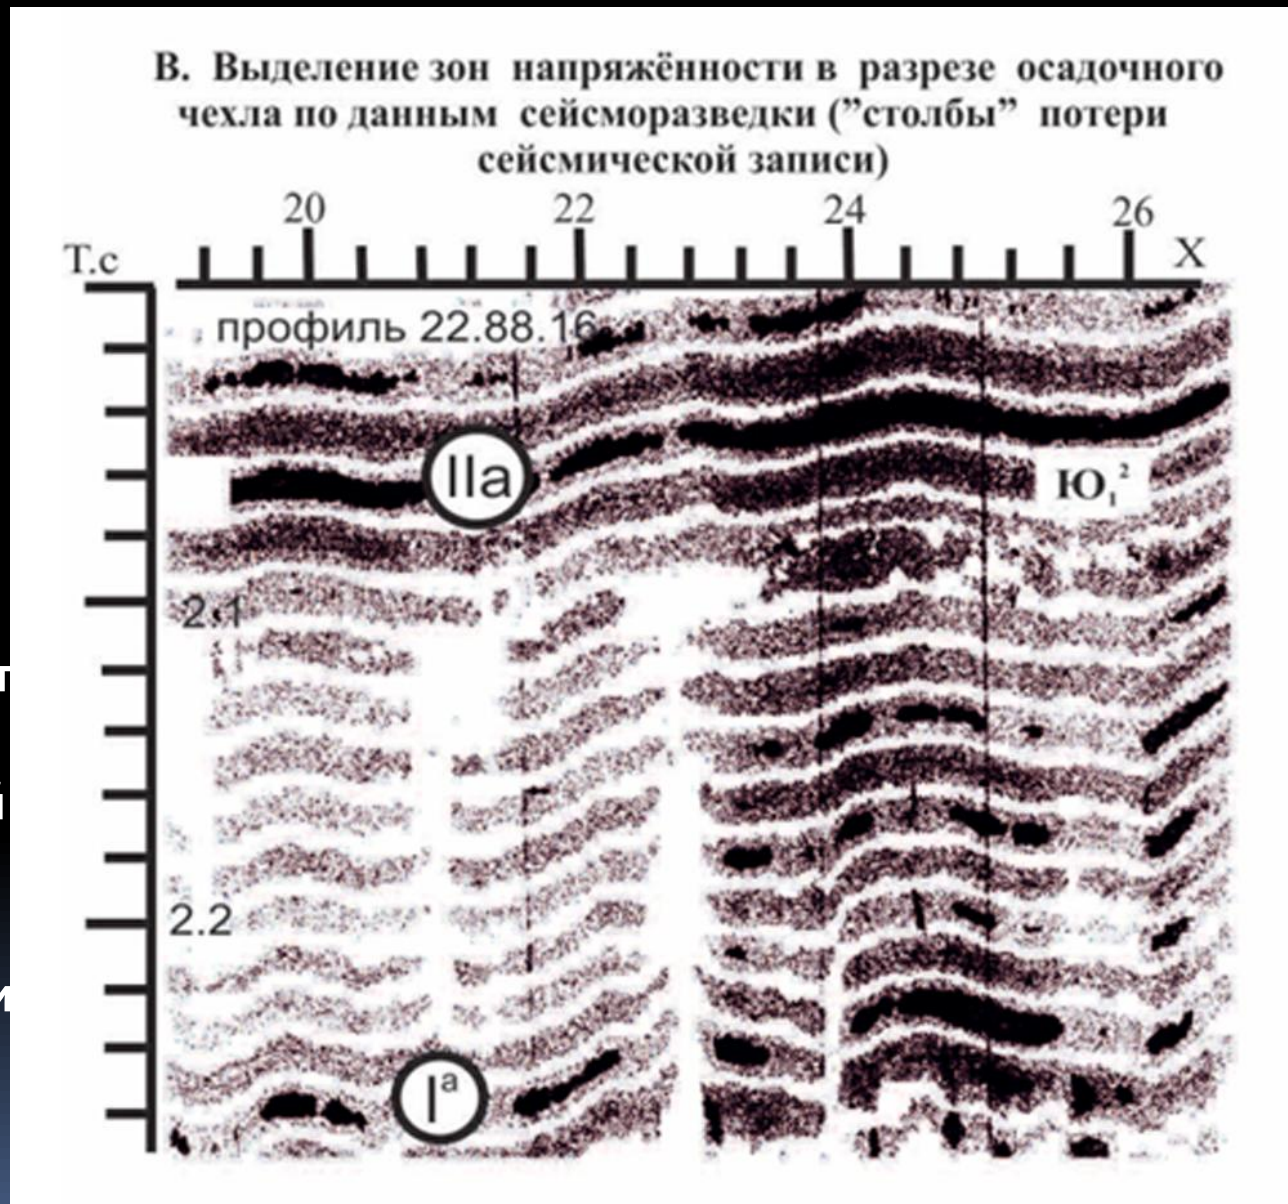 В. Выделение зон напряжённости в разрезе осадочного
чехла по данным сейсморазведки (”столбы” потери
сейсмической записи)
20 22 24 26
Т.с X
профиль 22.88.16
IIa
Ю₁²
2.1
2.2
Iᵃ